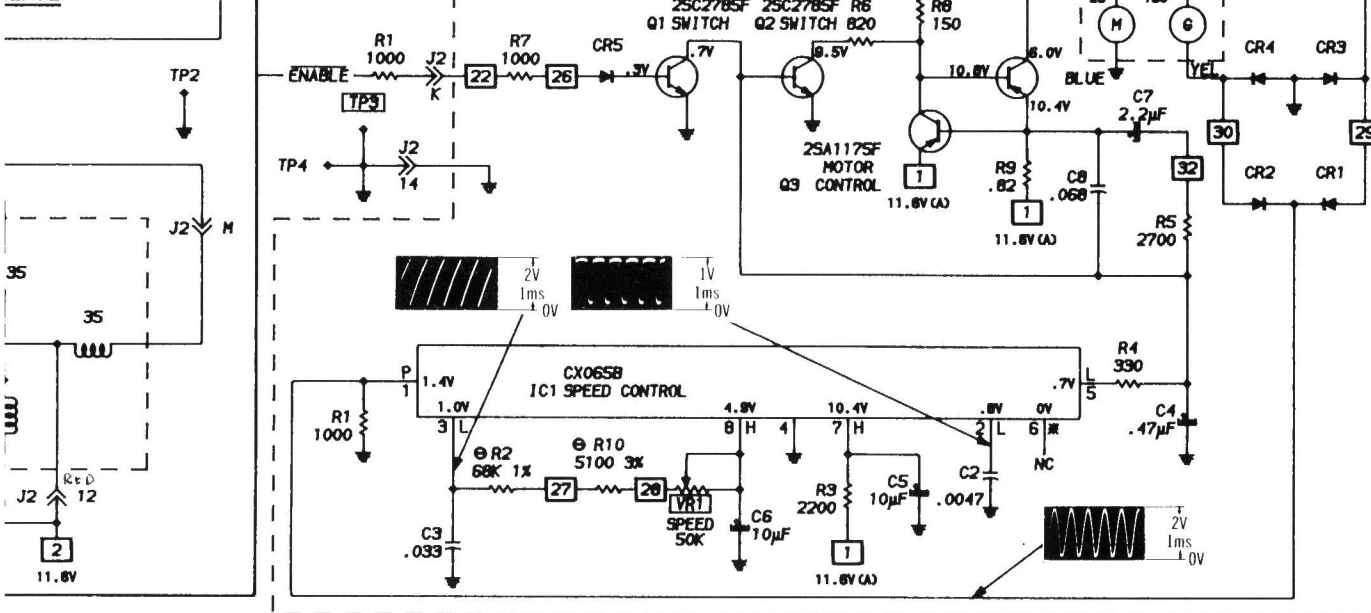 2SC2785F 2SC2785F R6
Q1 SWITCH Q2 SWITCH 820
R8
150
M
G
R1
1000
J2
K
R7
1000
CR5
.7V
9.5V
6.0V
CR4
CR3
TP2
ENABLE
22
26
.3V
10.8V
BLUE
YEL
TP3
10.4V
C7
2.2µF
TP4
J2
14
2SA1175F
MOTOR
Q3 CONTROL
1
11.6V(A)
R9
.82
1
11.6V(A)
C8
.068
32
30
29
CR2
CR1
J2
M
R5
2700
35
35
2V
1ms
0V
1V
1ms
0V
CX065B
IC1 SPEED CONTROL
P
1
1.4V
1.0V
4.9V
10.4V
.8V
0V
.7V
L
5
R4
330
3 L
8 H
4
7 H
2 L
6 ※
NC
R1
1000
C4
.47µF
⊖ R2
68K 1%
⊖ R10
5100 3%
27
28
VR1
SPEED
50K
C6
10µF
R3
2200
C5
10µF
C2
.0047
C3
.033
RED
J2
12
2
11.6V
1
11.6V(A)
2V
1ms
0V